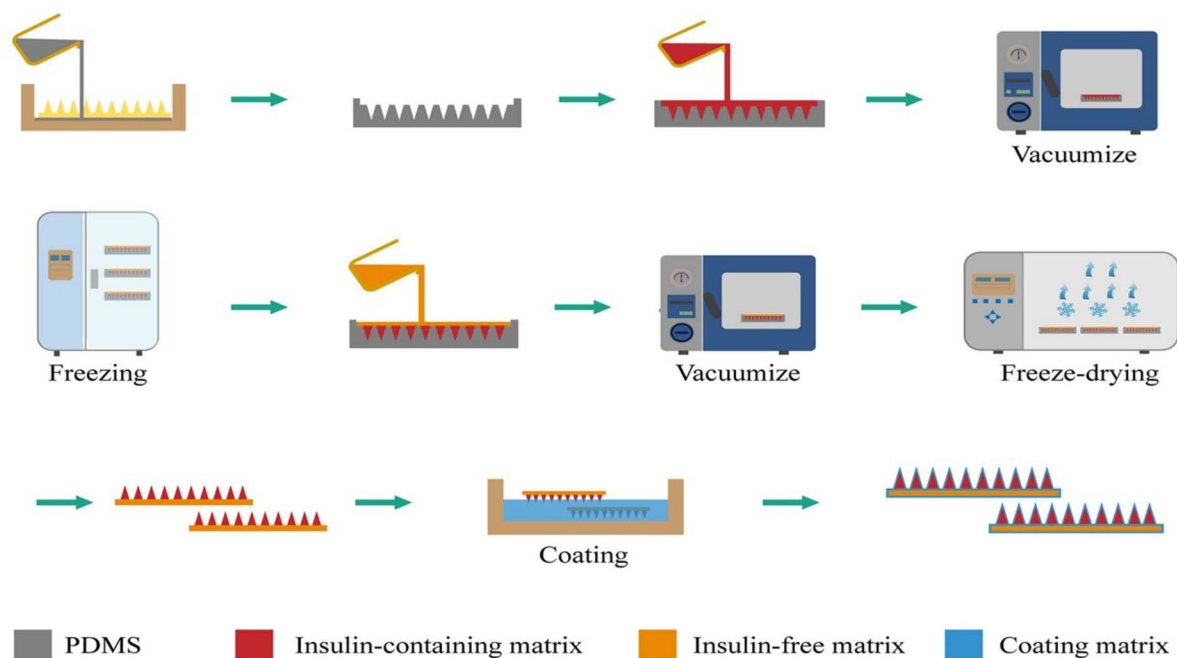 Vacuumize
Freezing
Vacuumize
Freeze-drying
Coating
PDMS
Insulin-containing matrix
Insulin-free matrix
Coating matrix